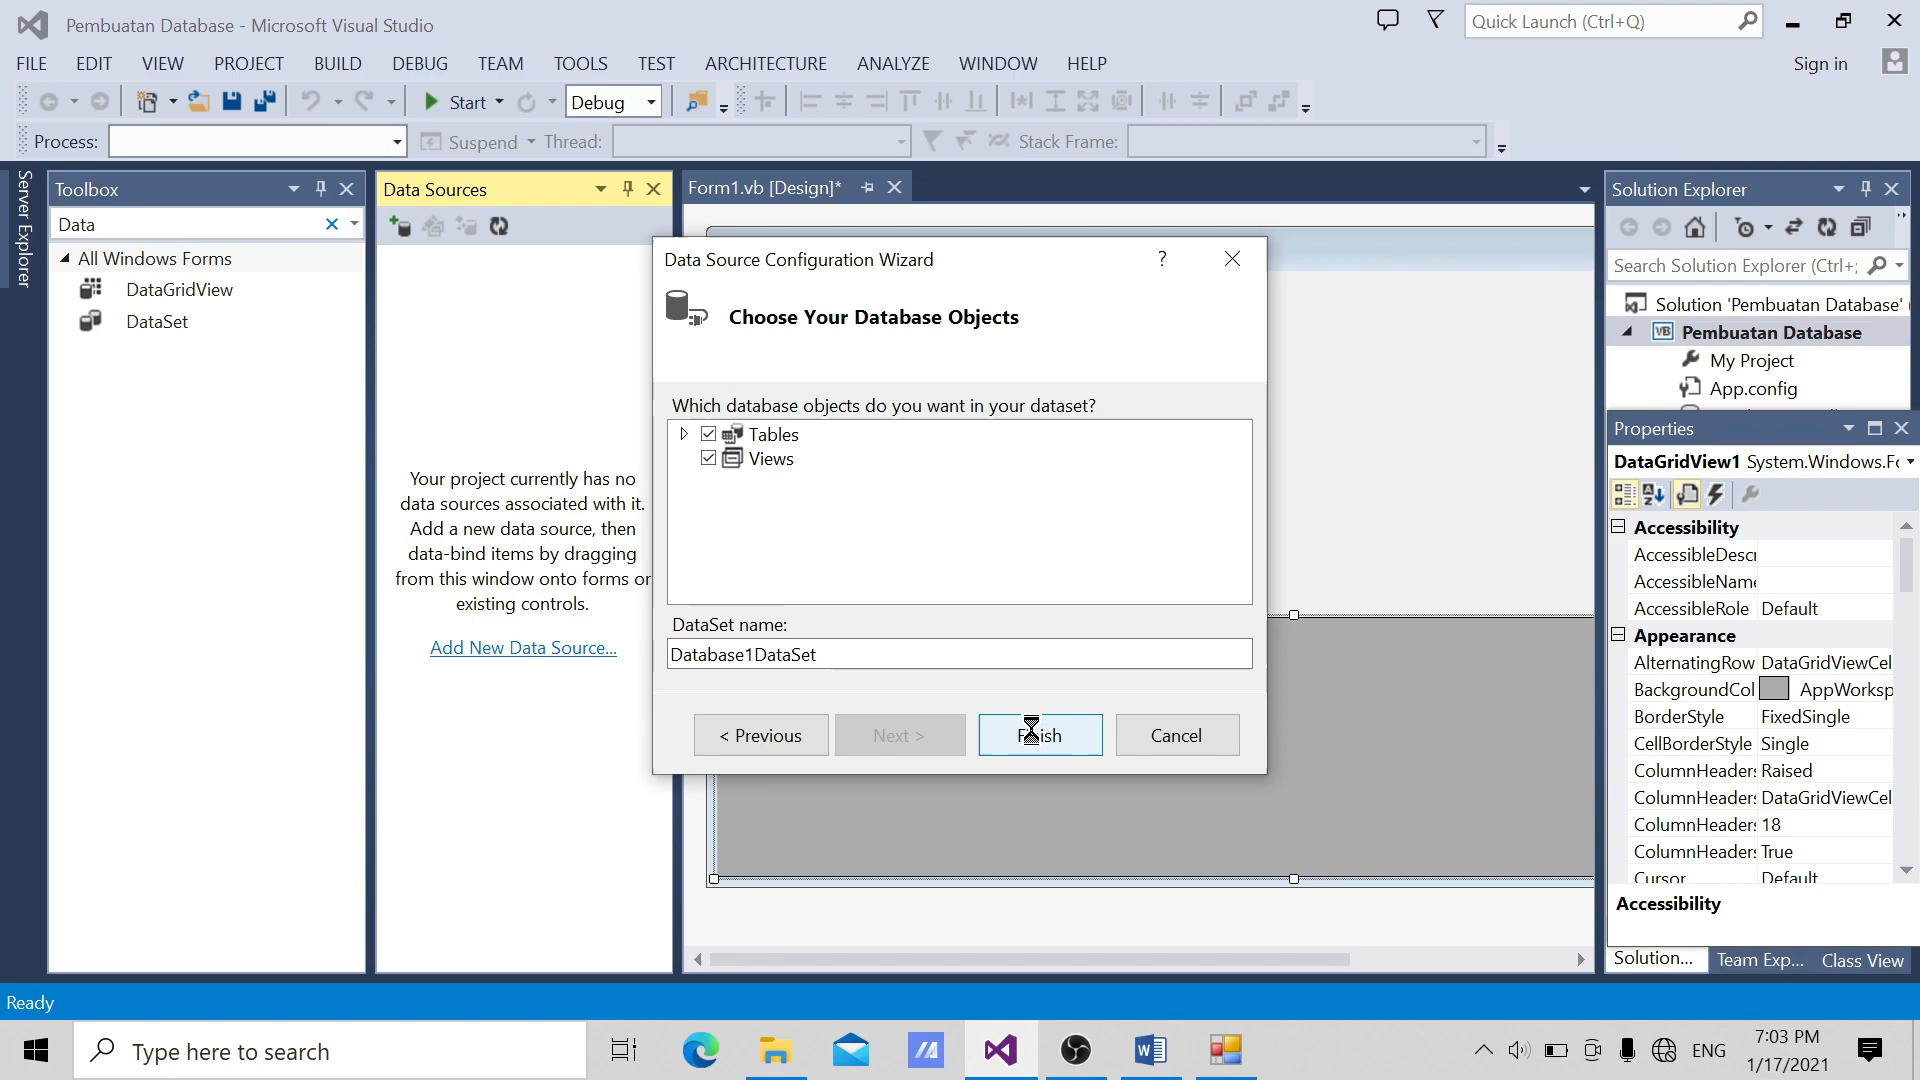 Pembuatan Database - Microsoft Visual Studio
Quick Launch (Ctrl+Q)
FILE EDIT VIEW PROJECT BUILD DEBUG TEAM TOOLS TEST ARCHITECTURE ANALYZE WINDOW HELP
Sign in
Start Debug
Process: Suspend Thread: Stack Frame:
Server Explorer
Toolbox
Data
All Windows Forms
DataGridView
DataSet
Data Sources
Your project currently has no
data sources associated with it.
Add a new data source, then
data-bind items by dragging
from this window onto forms or
existing controls.
Add New Data Source...
Form1.vb [Design]*
Data Source Configuration Wizard
?
Choose Your Database Objects
Which database objects do you want in your dataset?
Tables
Views
DataSet name:
Database1DataSet
< Previous
Next >
Finish
Cancel
Solution Explorer
Search Solution Explorer (Ctrl+;
Solution 'Pembuatan Database'
VB Pembuatan Database
My Project
App.config
Properties
DataGridView1 System.Windows.Fo
Accessibility
AccessibleDescr
AccessibleName
AccessibleRole Default
Appearance
AlternatingRow DataGridViewCel
BackgroundCol AppWorksp
BorderStyle FixedSingle
CellBorderStyle Single
ColumnHeader: Raised
ColumnHeader: DataGridViewCel
ColumnHeader: 18
ColumnHeader: True
Cursor Default
Accessibility
Solution... Team Exp... Class View
Ready
Type here to search
ENG
7:03 PM
1/17/2021